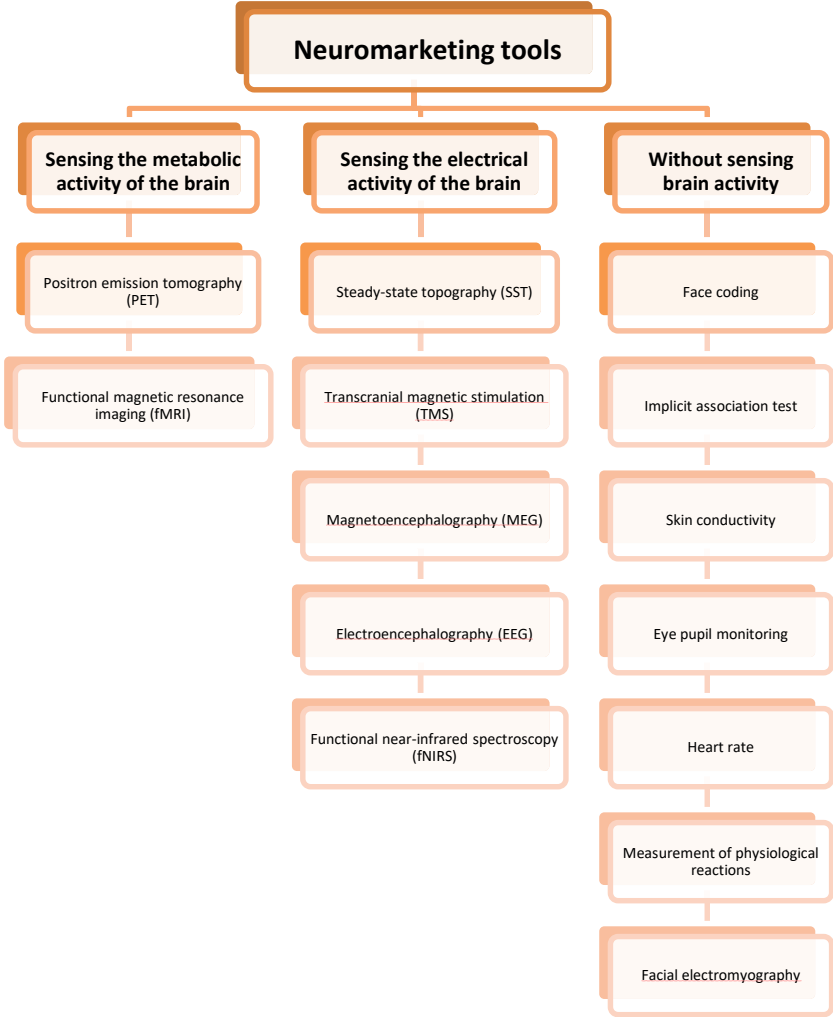 Neuromarketing tools
Sensing the metabolic
activity of the brain
Positron emission tomography
(PET)
Functional magnetic resonance
imaging (fMRI)
Sensing the electrical
activity of the brain
Steady-state topography (SST)
Transcranial magnetic stimulation
(TMS)
Magnetoencephalography (MEG)
Electroencephalography (EEG)
Functional near-infrared spectroscopy
(fNIRS)
Without sensing
brain activity
Face coding
Implicit association test
Skin conductivity
Eye pupil monitoring
Heart rate
Measurement of physiological
reactions
Facial electromyography